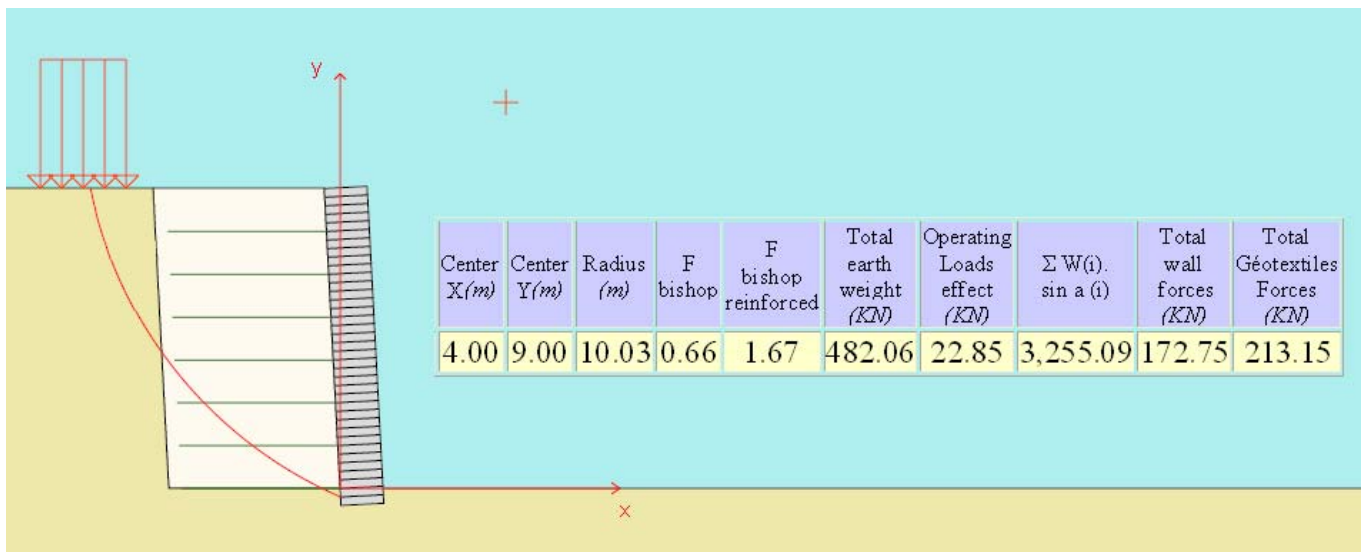 y
Center X(m)
Center Y(m)
Radius (m)
F bishop
F bishop reinforced
Total earth weight (KN)
Operating Loads effect (KN)
Σ W(i). sin a (i)
Total wall forces (KN)
Total Géotextiles Forces (KN)
4.00 9.00 10.03 0.66 1.67 482.06 22.85 3,255.09 172.75 213.15
x